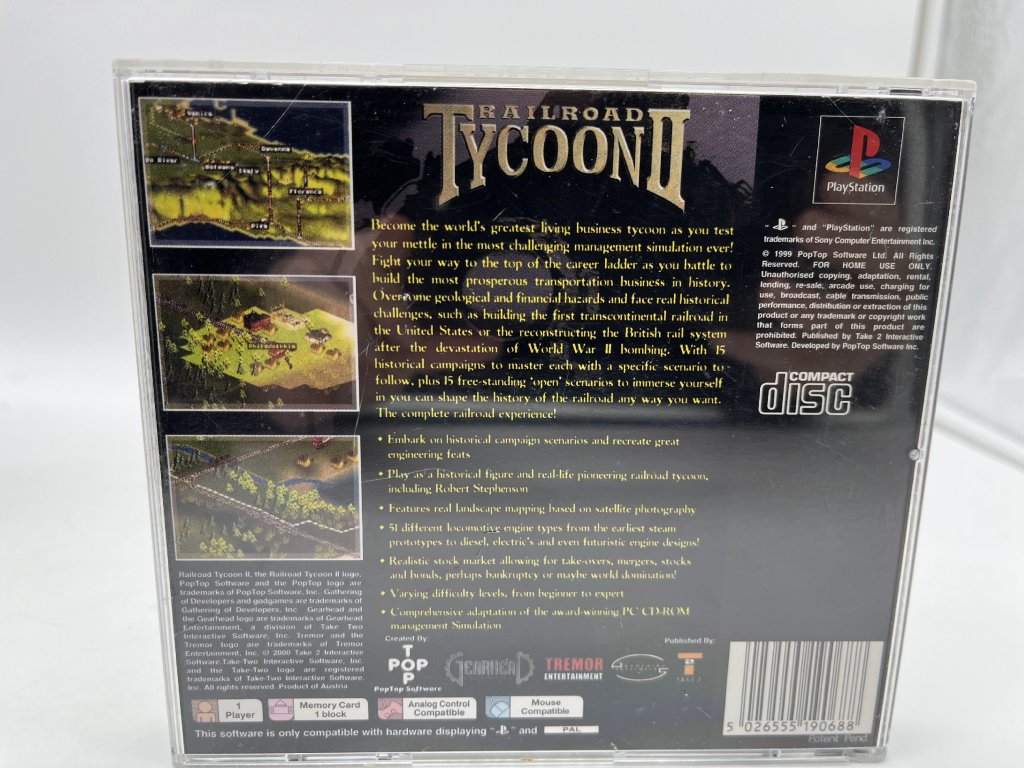 Venice
Ravenna
Po River
Bologna Italy
Florence
Pisa
RAILROAD
TYCOON II
PlayStation
Become the world's greatest living business tycoon as you test
your mettle in the most challenging management simulation ever!
Fight your way to the top of the career ladder as you battle to
build the most prosperous transportation business in history.
Overcome geological and financial hazards and face real historical
challenges, such as building the first transcontinental railroad in
the United States or the reconstructing the British rail system
after the devastation of World War II bombing. With 15
historical campaigns to master each with a specific scenario to
follow, plus 15 free-standing 'open' scenarios to immerse yourself
in you can shape the history of the railroad any way you want.
The complete railroad experience!
• Embark on historical campaign scenarios and recreate great
engineering feats
• Play as a historical figure and real-life pioneering railroad tycoon,
including Robert Stephenson
• Features real landscape mapping based on satellite photography
• 51 different locomotive engine types from the earliest steam
prototypes to diesel, electric's and even futuristic engine designs!
• Realistic stock market allowing for take-overs, mergers, stocks
and bonds, perhaps bankruptcy or maybe world domination!
• Varying difficulty levels, from beginner to expert
• Comprehensive adaptation of the award-winning PC CD-ROM
management Simulation
" " and "PlayStation" are registered
trademarks of Sony Computer Entertainment Inc.
© 1999 PopTop Software Ltd. All Rights
Reserved. FOR HOME USE ONLY.
Unauthorised copying, adaptation, rental,
lending, re-sale, arcade use, charging for
use, broadcast, cable transmission, public
performance, distribution or extraction of this
product or any trademark or copyright work
that forms part of this product are
prohibited. Published by Take 2 Interactive
Software. Developed by PopTop Software Inc.
COMPACT
disc
Railroad Tycoon II, the Railroad Tycoon II logo,
PopTop Software and the PopTop logo are
trademarks of PopTop Software, Inc. Gathering
of Developers and godgames are trademarks of
Gathering of Developers, Inc. Gearhead and
the Gearhead logo are trademarks of Gearhead
Entertainment, a division of Take Two
Interactive Software, Inc. Tremor and the
Tremor logo are trademarks of Tremor
Entertainment, Inc. © 2000 Take 2 Interactive
Software.Take-Two Interactive Software, Inc.
and the Take-Two logo are registered
trademarks of Take-Two Interactive Software,
Inc. All rights reserved. Product of Austria
Created By:
POP
TOP
PopTop Software
GEARHEAD
TREMOR
ENTERTAINMENT
Published By:
T2
TAKE 2
1
Player
Memory Card
1 block
Analog Control
Compatible
Mouse
Compatible
This software is only compatible with hardware displaying " " and PAL
5 026555 190688
Patent Pend